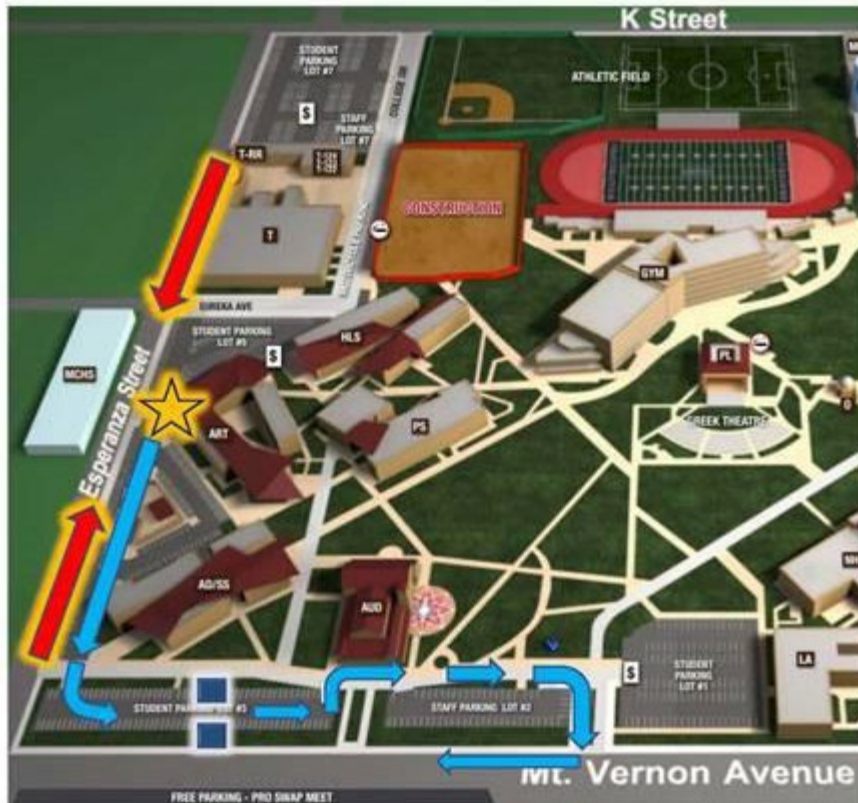 K Street
STUDENT
PARKING
LOT #7
ATHLETIC FIELD
S
STAFF
PARKING
LOT #7
T-RR
CONSTRUCTION
T
GYM
EUREKA AVE
STUDENT PARKING
LOT #5
S
HLS
PL
MCHS
Esperanza Street
ART
PS
GREEK THEATRE
AD/SS
AUD
LA
STUDENT
PARKING
LOT #1
S
STUDENT PARKING LOT #3
STAFF PARKING LOT #2
Mt. Vernon Avenue
FREE PARKING - PRO SWAP MEET